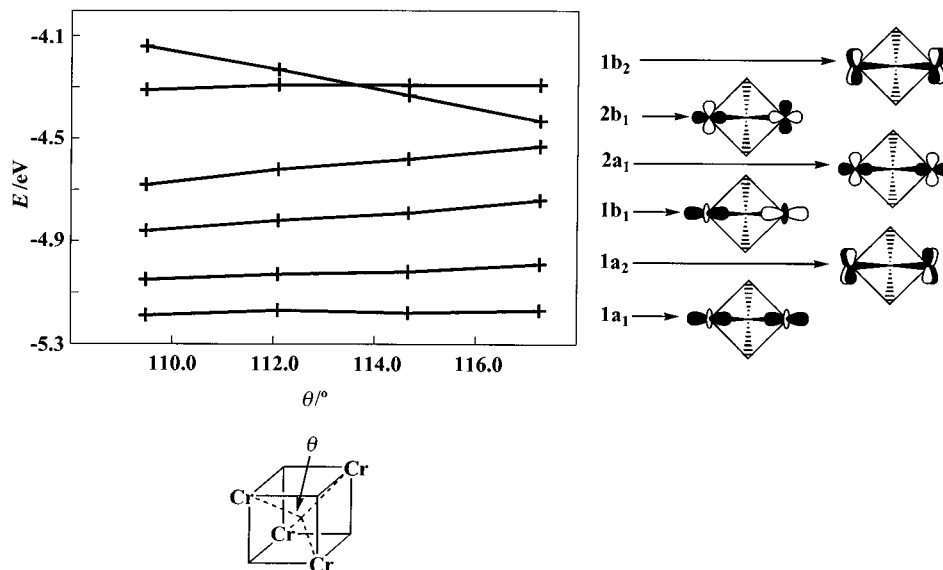 -4.1
-4.5
-4.9
-5.3
E /eV
110.0 112.0 114.0 116.0
θ/°
1b₂
2b₁
2a₁
1b₁
1a₂
1a₁
θ
Cr
Cr
Cr
Cr